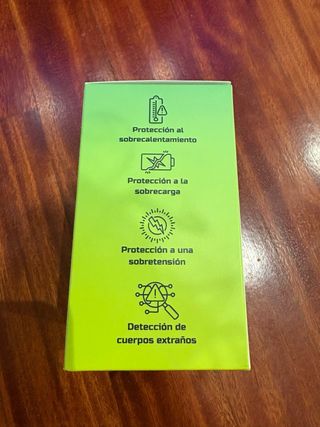 Protección al
sobrecalentamiento
Protección a la
sobrecarga
Protección a una
sobretensión
Detección de
cuerpos extraños